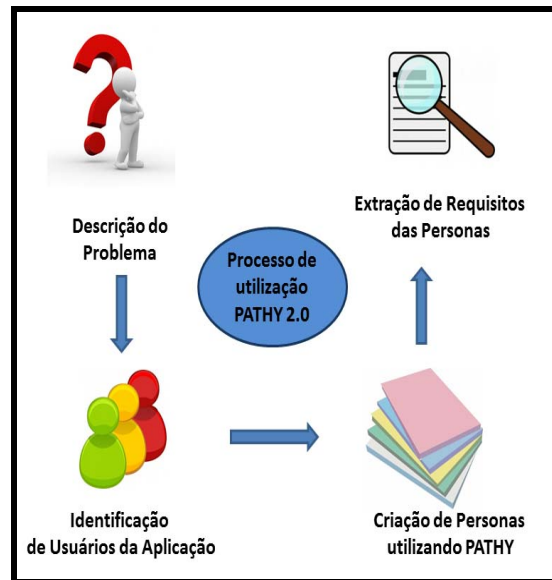 Descrição do
Problema
Extração de Requisitos
das Personas
Processo de
utilização
PATHY 2.0
Identificação
de Usuários da Aplicação
Criação de Personas
utilizando PATHY